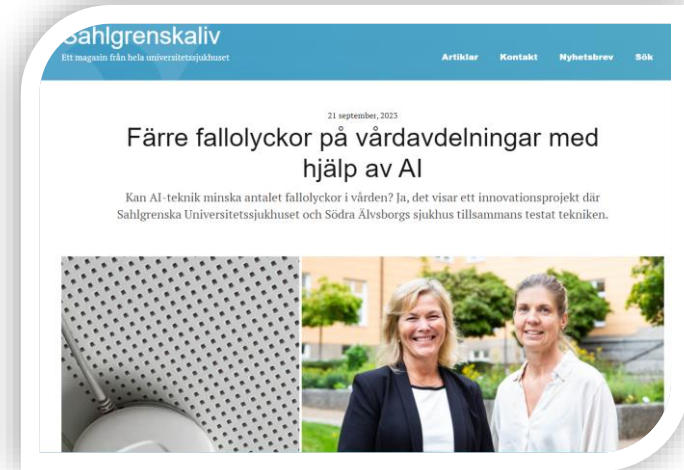 Sahlgrenskaliv
Ett magasin från hela universitetssjukhuset
Artiklar Kontakt Nyhetsbrev Sök
21 september, 2023
Färre fallolyckor på vårdavdelningar med
hjälp av AI
Kan AI-teknik minska antalet fallolyckor i vården? Ja, det visar ett innovationsprojekt där
Sahlgrenska Universitetssjukhuset och Södra Älvsborgs sjukhus tillsammans testat tekniken.